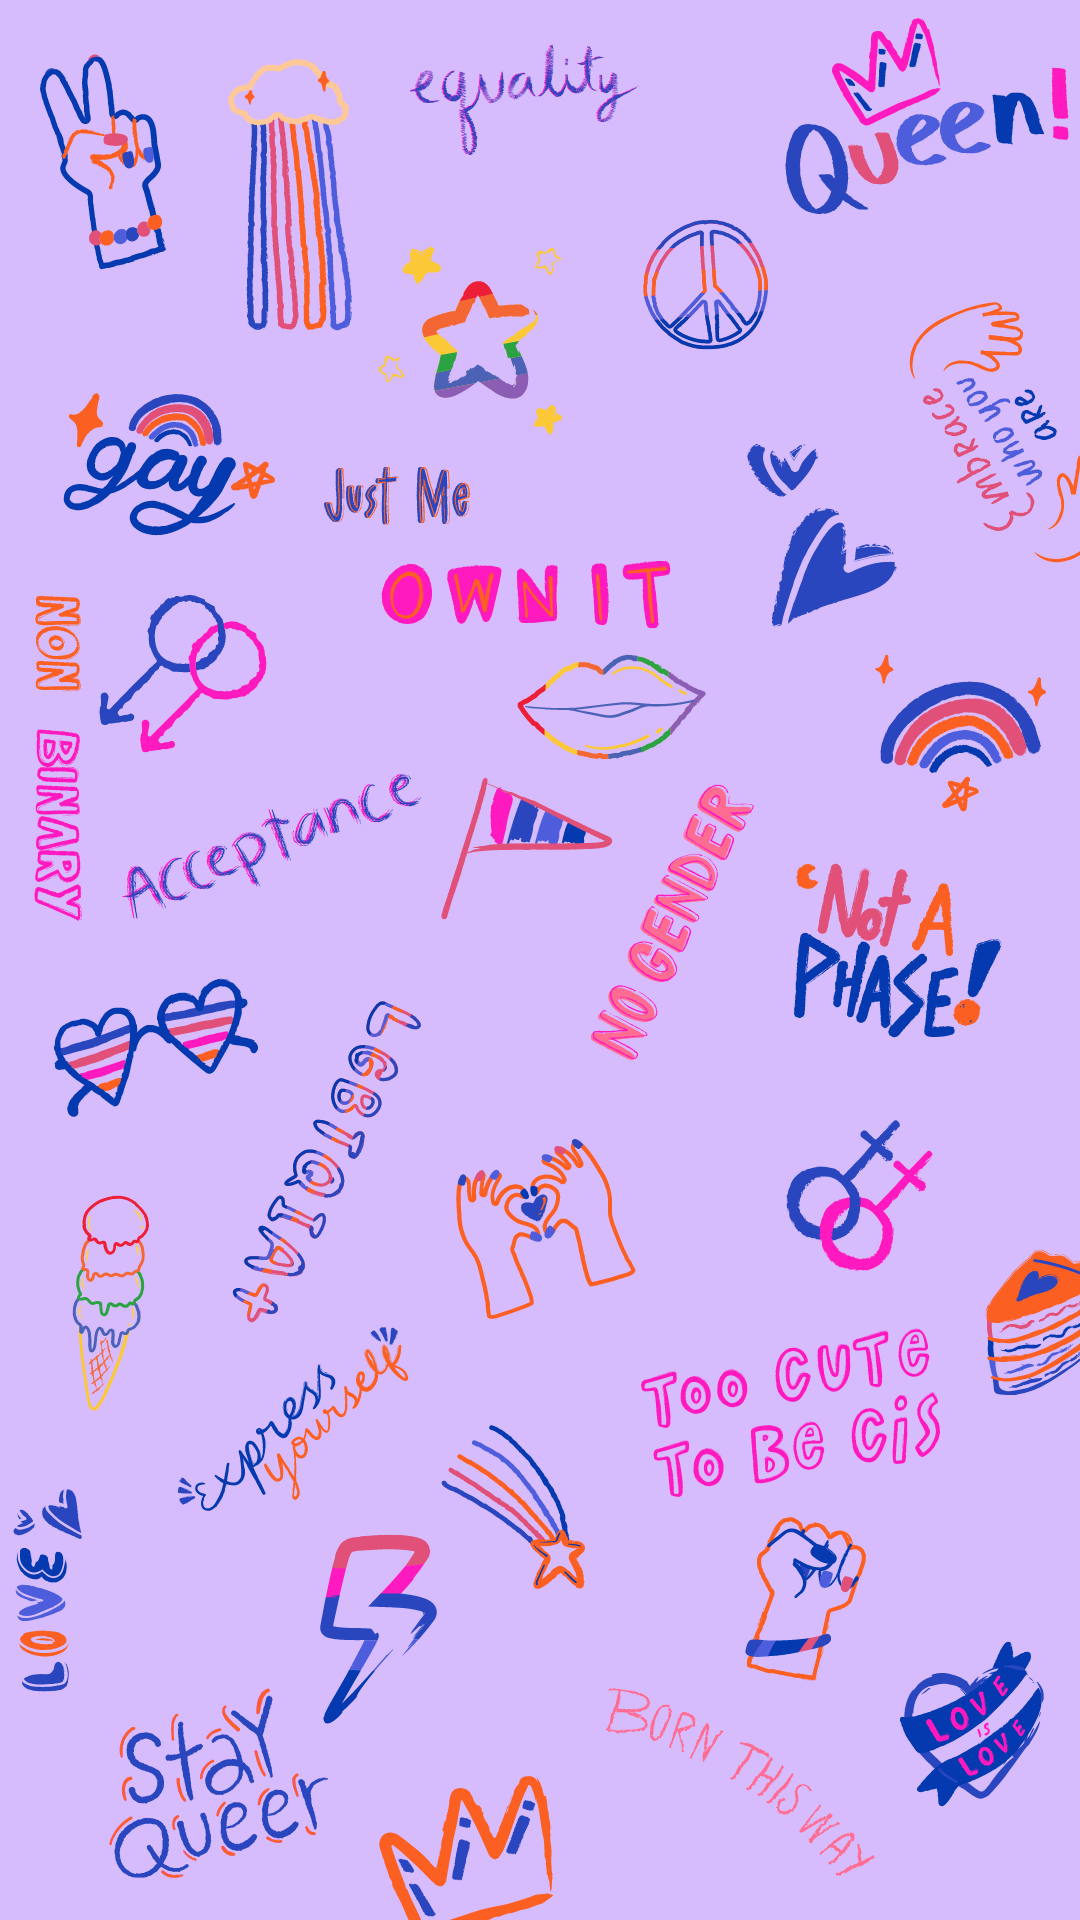 equality
Queen!
Embrace
who you
are
gay
Just Me
OWN IT
NON BINARY
Acceptance
NO GENDER
Not A
PHASE!
LGBTQIA+
Too CUTe
To Be CiS
express
yourself
LOVE
Stay
Queer
BORN THIS WAY
LOVE
IS
LOVE